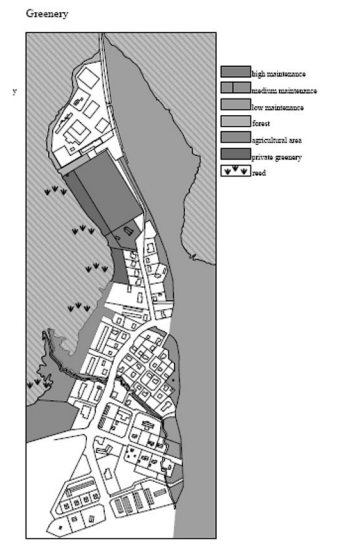 Greenery
y
high maintenance
medium maintenance
low maintenance
forest
agricultural area
private greenery
reed